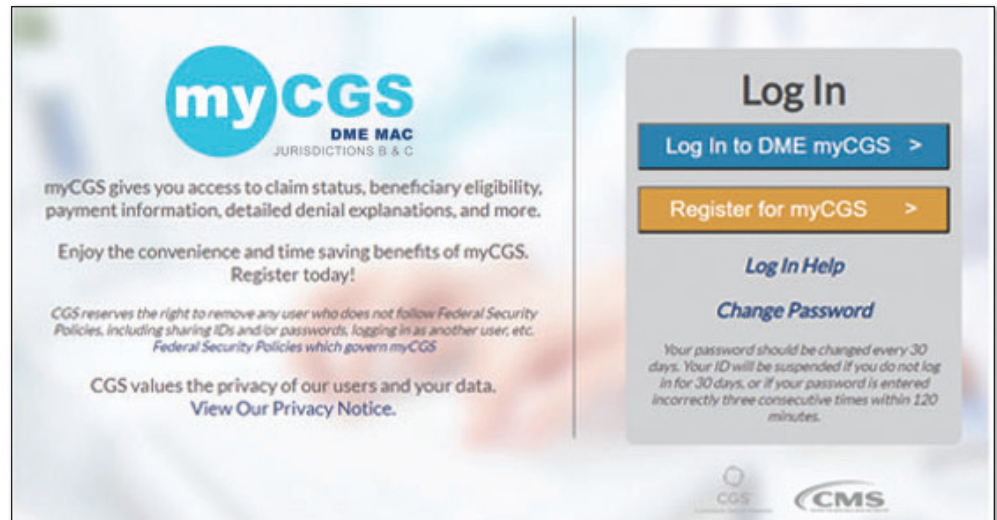 my CGS
DME MAC
JURISDICTIONS B & C
myCGS gives you access to claim status, beneficiary eligibility,
payment information, detailed denial explanations, and more.
Enjoy the convenience and time saving benefits of myCGS.
Register today!
CGS reserves the right to remove any user who does not follow Federal Security
Policies, including sharing IDs and/or passwords, logging in as another user, etc.
Federal Security Policies which govern myCGS
CGS values the privacy of our users and your data.
View Our Privacy Notice.
Log In
Log In to DME myCGS >
Register for myCGS >
Log In Help
Change Password
Your password should be changed every 30
days. Your ID will be suspended if you do not log
in for 30 days, or if your password is entered
incorrectly three consecutive times within 120
minutes.
CGS
CMS